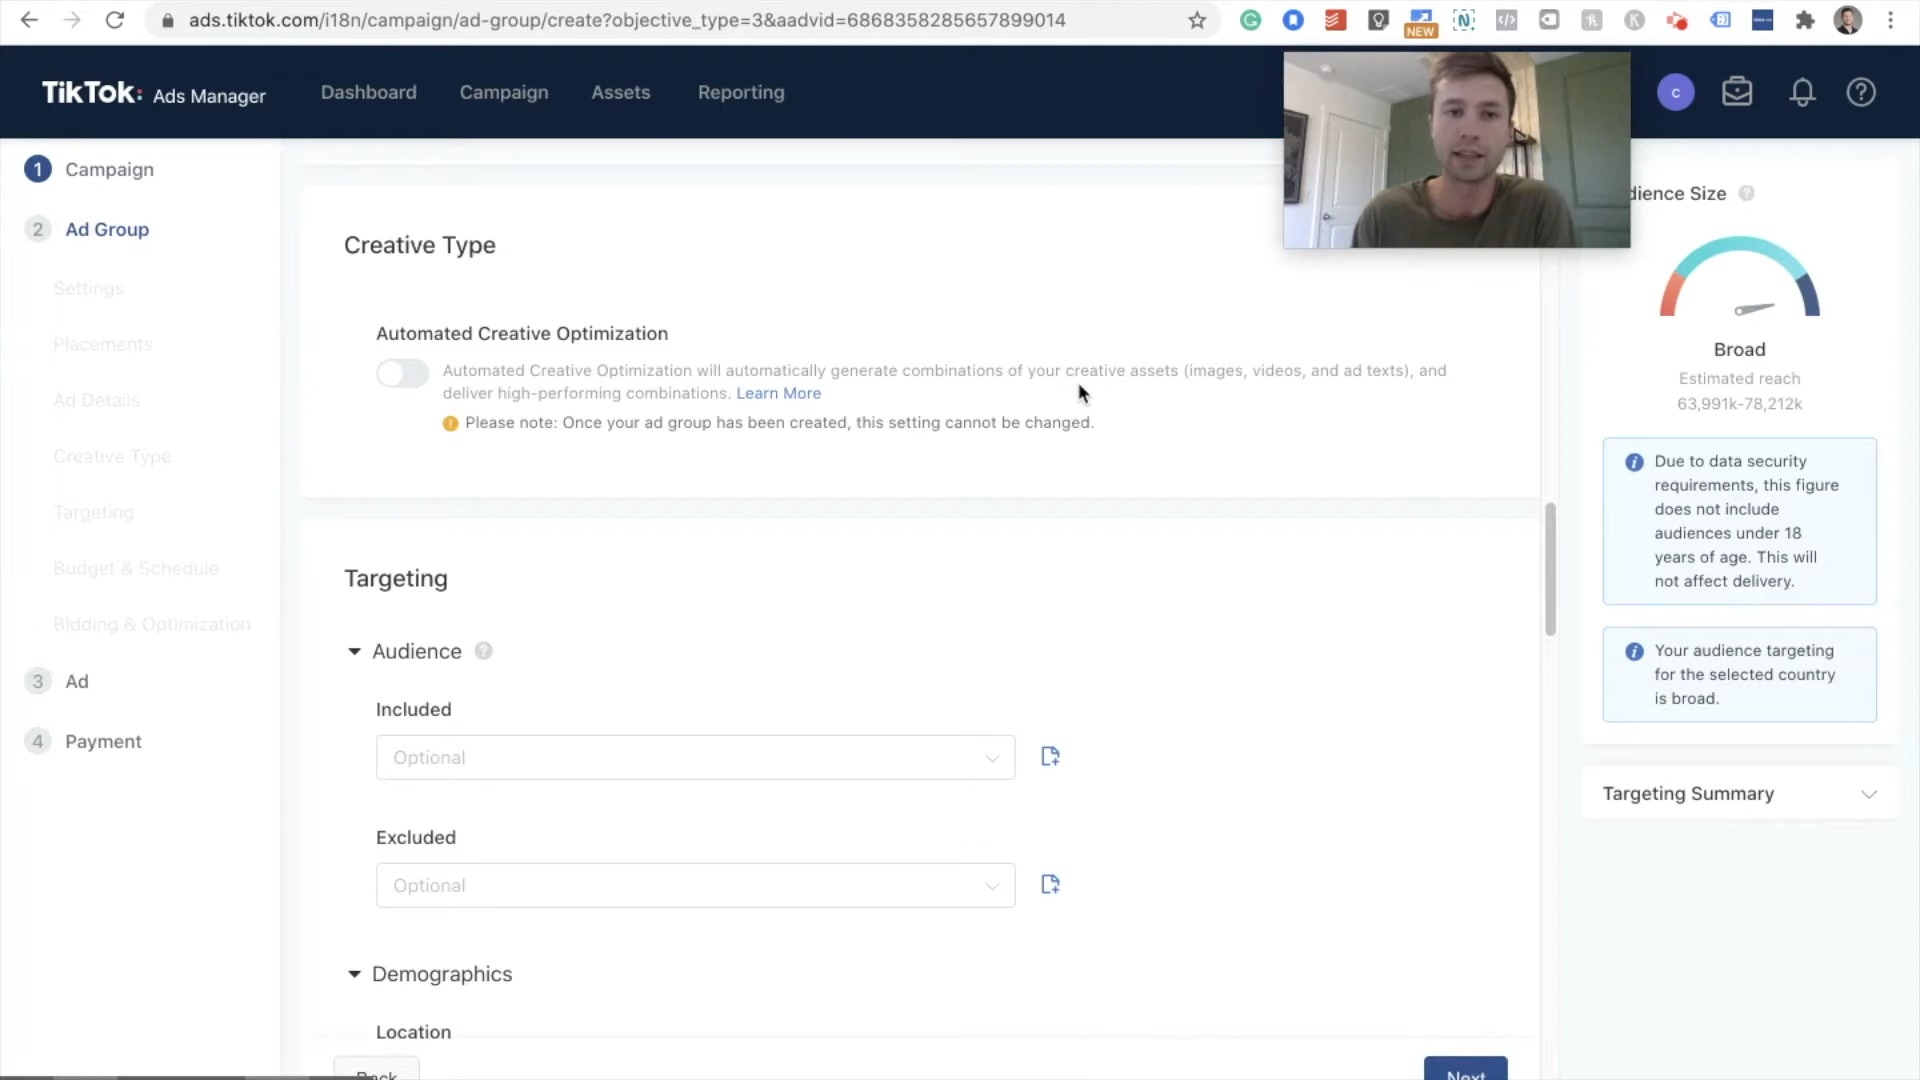 ads.tiktok.com/i18n/campaign/ad-group/create?objective_type=3&aadvid=6868358285657899014
NEW
TikTok: Ads Manager
Dashboard
Campaign
Assets
Reporting
c
1 Campaign
2 Ad Group
Settings
Placements
Ad Details
Creative Type
Targeting
Budget & Schedule
Bidding & Optimization
3 Ad
4 Payment
Creative Type
Automated Creative Optimization
Automated Creative Optimization will automatically generate combinations of your creative assets (images, videos, and ad texts), and
deliver high-performing combinations. Learn More
Please note: Once your ad group has been created, this setting cannot be changed.
Targeting
Audience
Included
Optional
Excluded
Optional
Demographics
Location
Back
Next
dience Size
Broad
Estimated reach
63,991k-78,212k
Due to data security
requirements, this figure
does not include
audiences under 18
years of age. This will
not affect delivery.
Your audience targeting
for the selected country
is broad.
Targeting Summary